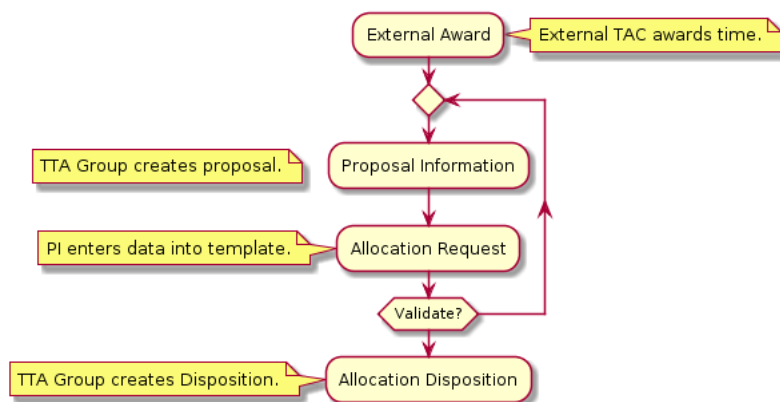 External Award
External TAC awards time.
TTA Group creates proposal.
Proposal Information
PI enters data into template.
Allocation Request
Validate?
TTA Group creates Disposition.
Allocation Disposition